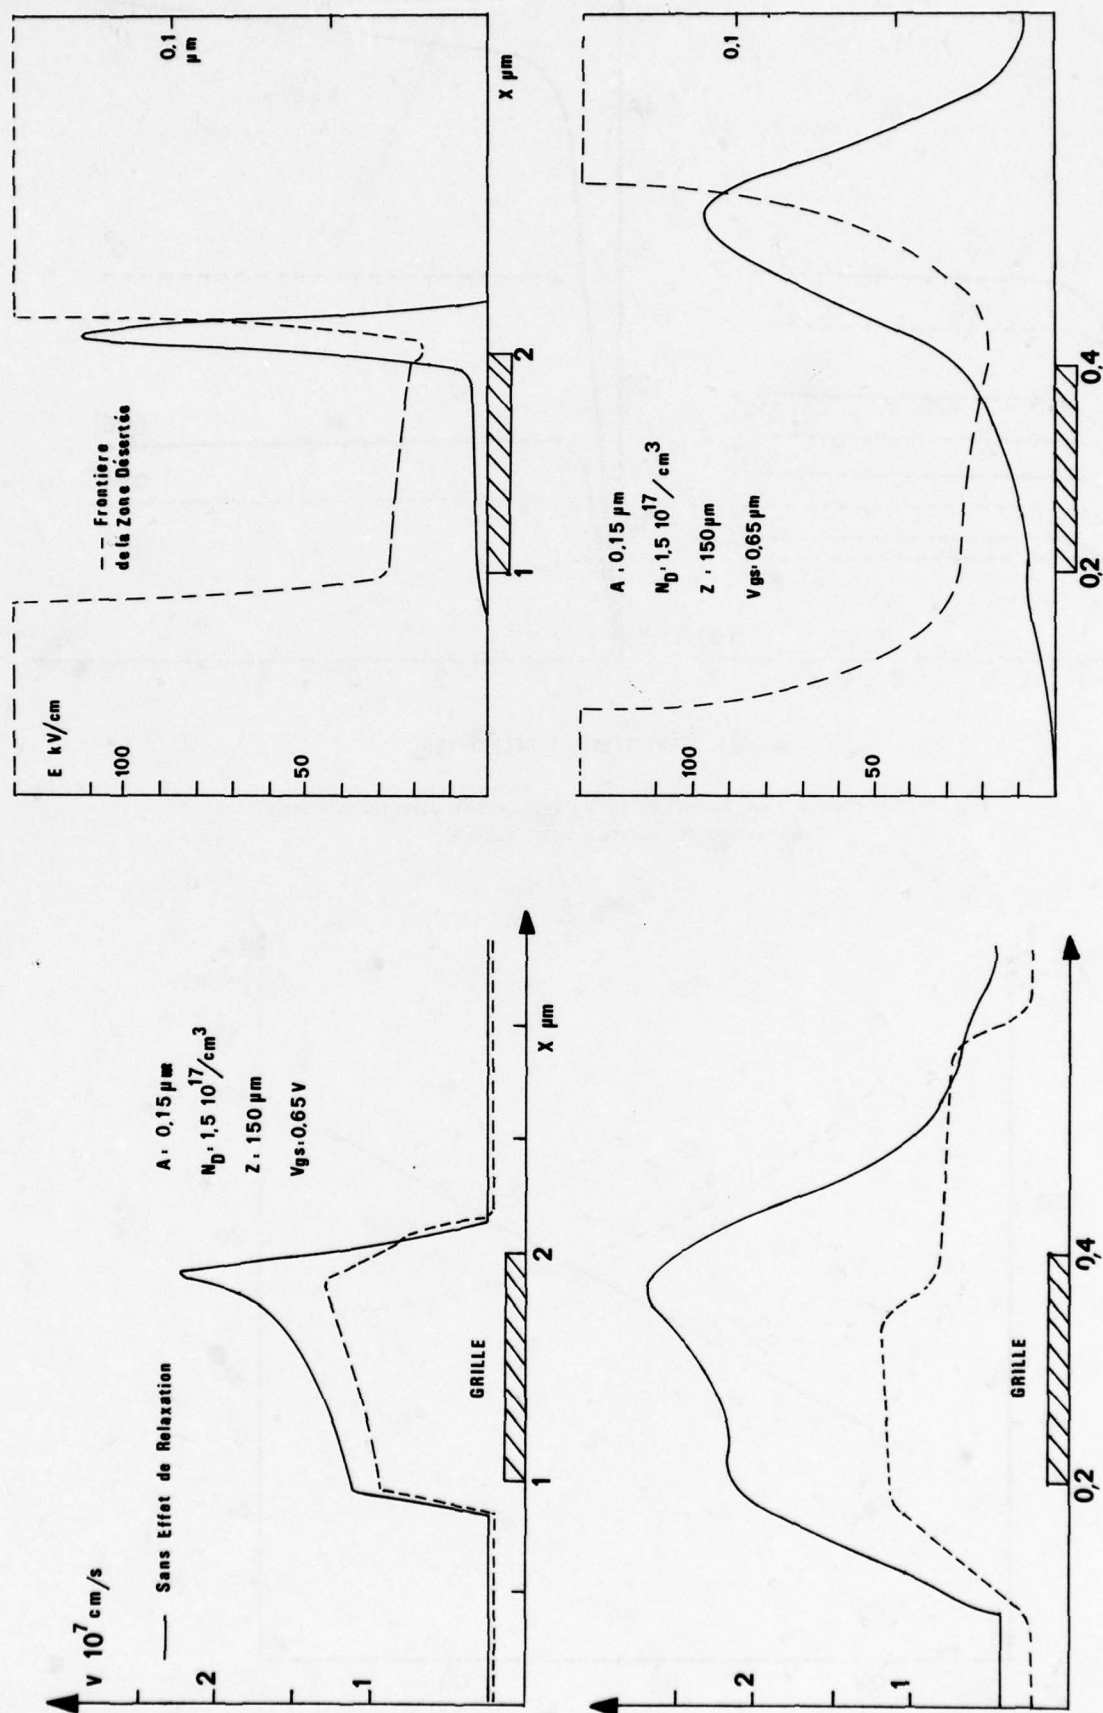 V 10⁷ cm/s
2
1
—— Sans Effet de Relaxation
A : 0,15 µm
N_D : 1,5 10¹⁷/cm³
Z : 150 µm
Vgs : 0,65 V
GRILLE
1
2
X µm
E kV/cm
100
50
-- Frontière
de la Zone Désertée
0,1
µm
1
2
X µm
2
1
GRILLE
0,2
0,4
100
50
A : 0,15 µm
N_D : 1,5 10¹⁷/cm³
Z : 150 µm
Vgs : 0,65 µm
0,1
0,2
0,4